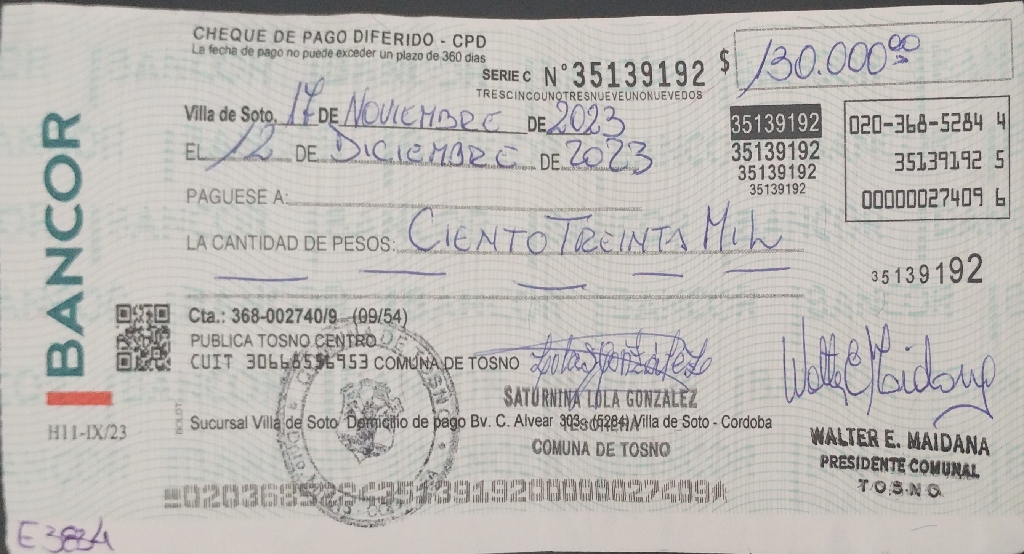 CHEQUE DE PAGO DIFERIDO - CPD
La fecha de pago no puede exceder un plazo de 360 dias
SERIE C N°35139192
TRESCINCOUNOTRESNUEVEUNONUEVEDOS
$ 130.000⁰⁰
Villa de Soto, 17 DE NOVIEMBRE DE 2023
EL 12 DE DICIEMBRE DE 2023
35139192
35139192
35139192
35139192
020-368-5284 4
35139192 5
00000027409 6
PAGUESE A:
LA CANTIDAD DE PESOS: CIENTO TREINTA MIL
35139192
BANCOR
H11-IX/23
Cta.: 368-002740/9 (09/54)
PUBLICA TOSNO CENTRO
CUIT 30668556953 COMUNA DE TOSNO
SATURNINA LOLA GONZALEZ
Sucursal Villa de Soto Domicilio de pago Bv. C. Alvear 303 (5284) Villa de Soto - Cordoba
COMUNA DE TOSNO
Walter E Maidana
WALTER E. MAIDANA
PRESIDENTE COMUNAL
TOSNO
E3884